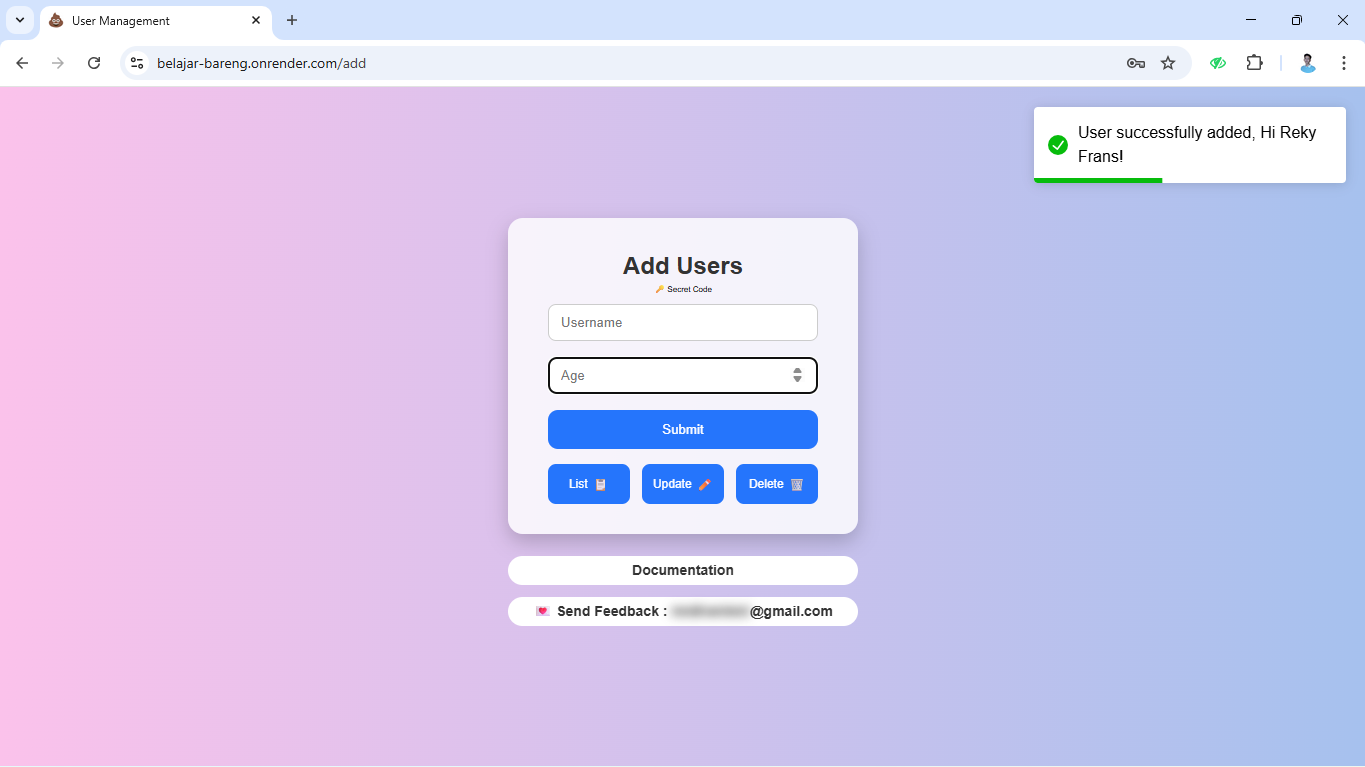 User Management
belajar-bareng.onrender.com/add
User successfully added, Hi Reky
Frans!
Add Users
🔑 Secret Code
Username
Age
Submit
List 📋
Update ✏️
Delete 🗑️
Documentation
💌 Send Feedback : @gmail.com